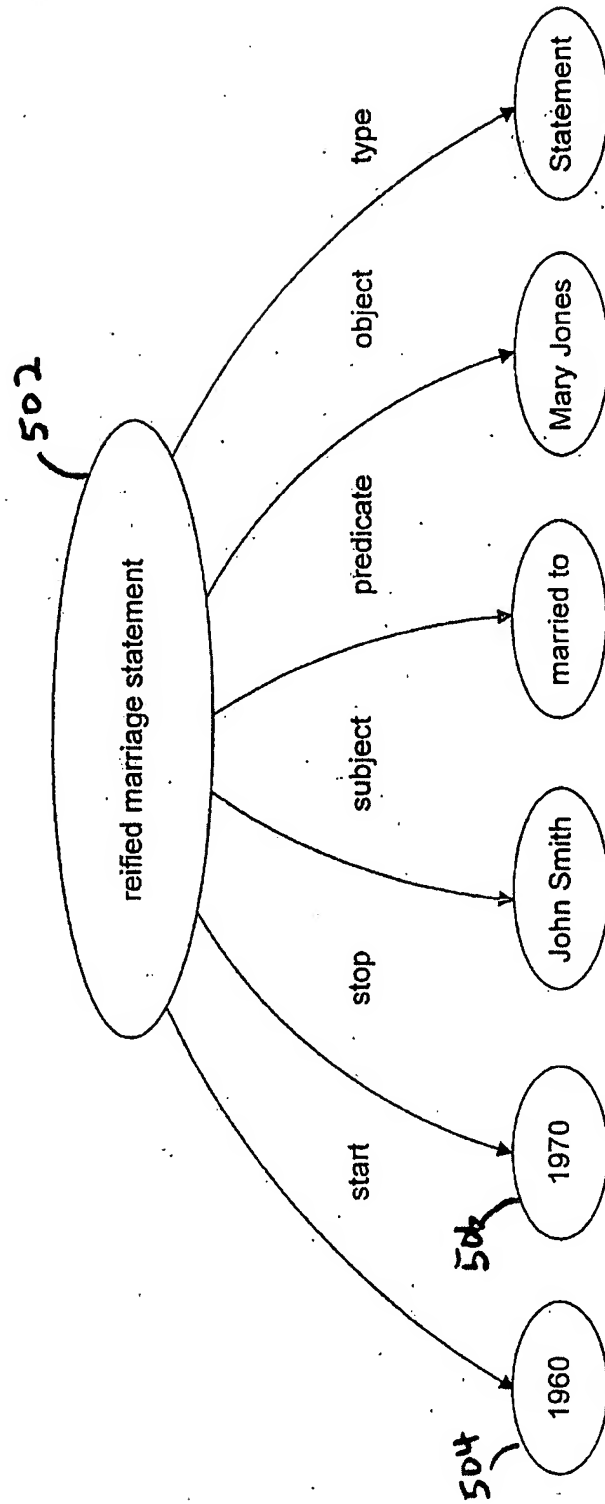 502
reified marriage statement
start
stop
subject
predicate
object
type
504
1960
506
1970
John Smith
married to
Mary Jones
Statement